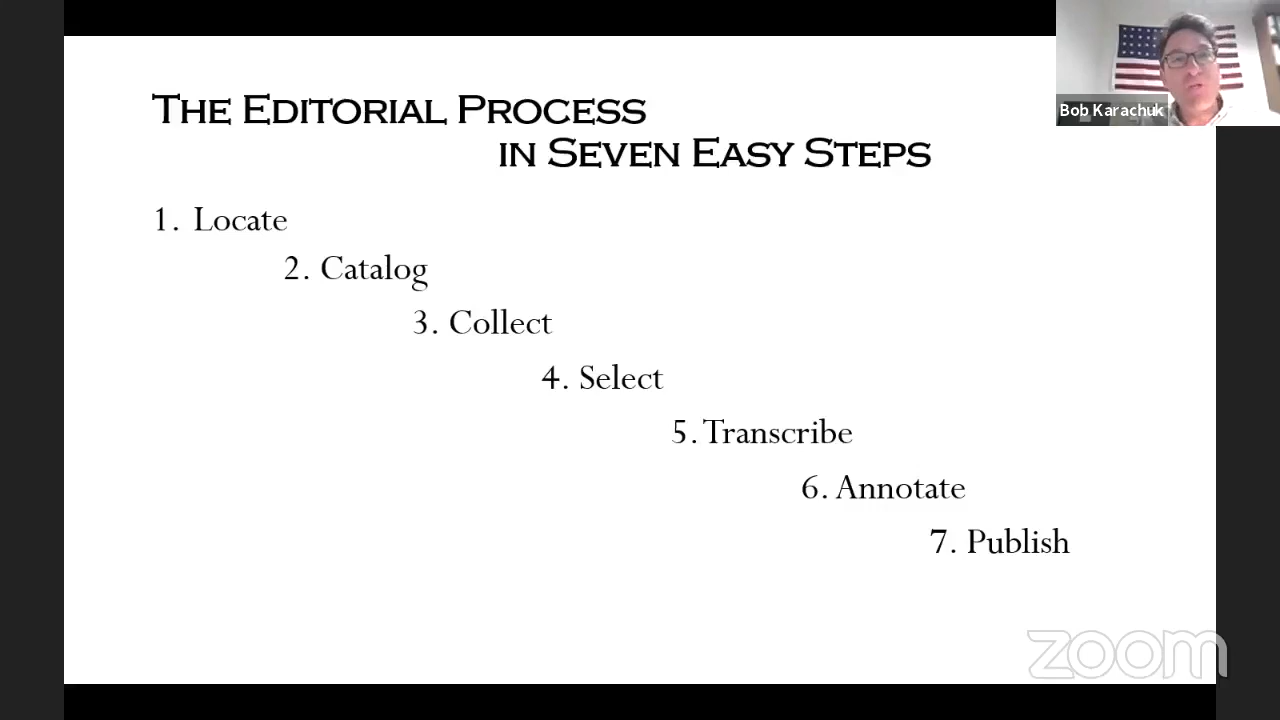 The Editorial Process
in Seven Easy Steps
1. Locate
2. Catalog
3. Collect
4. Select
5. Transcribe
6. Annotate
7. Publish
Bob Karachuk
zoom